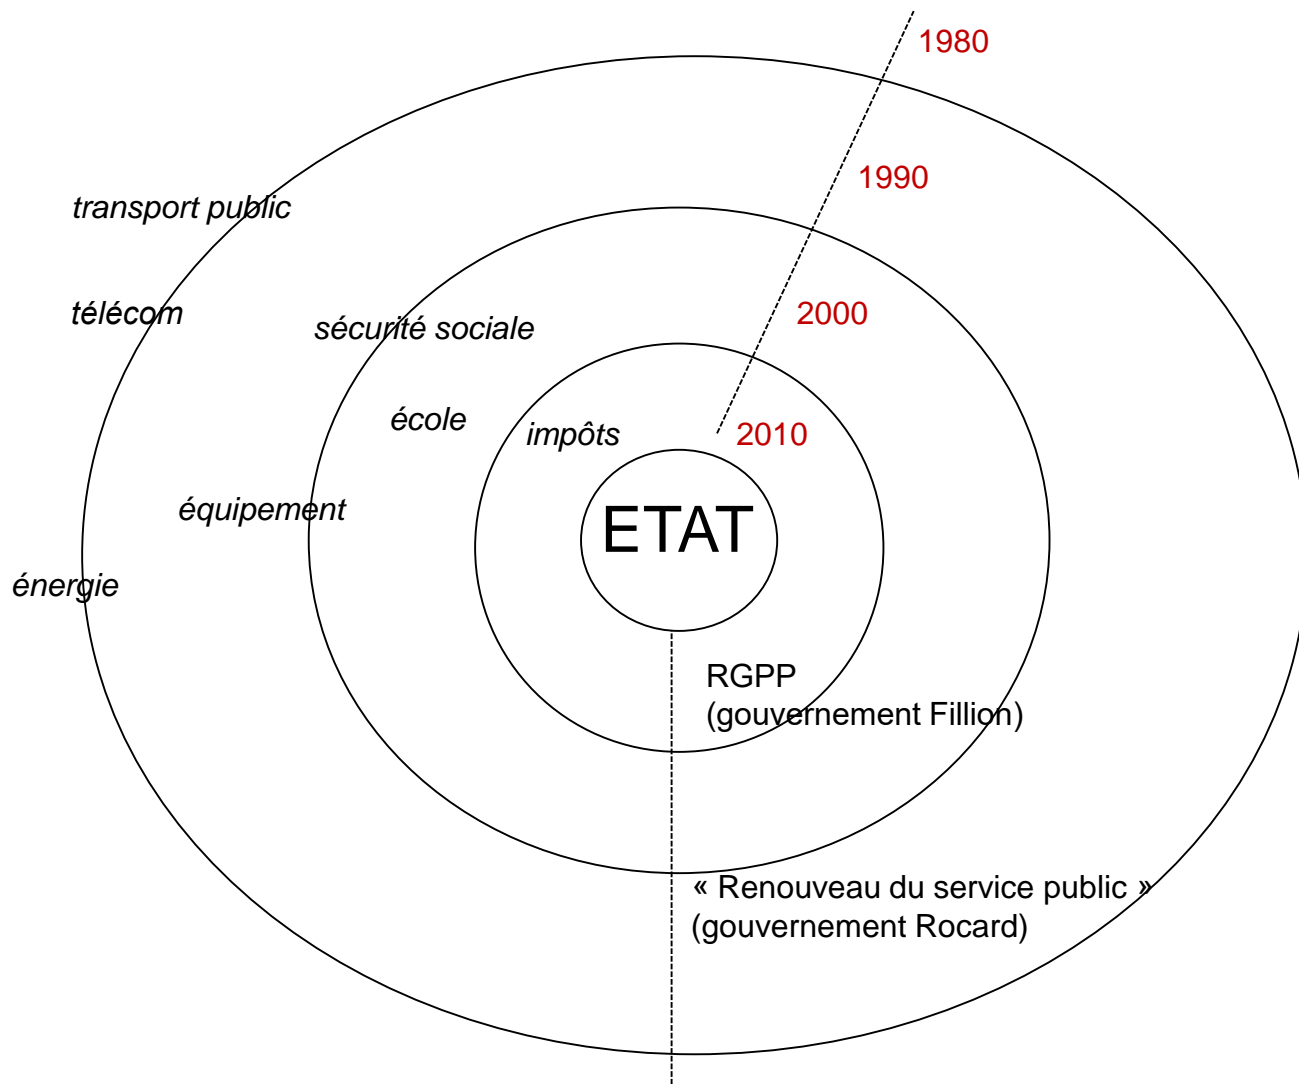 1980
1990
transport public
télécom
2000
sécurité sociale
école
impôts
2010
équipement
ETAT
énergie
RGPP
(gouvernement Fillion)
« Renouveau du service public »
(gouvernement Rocard)